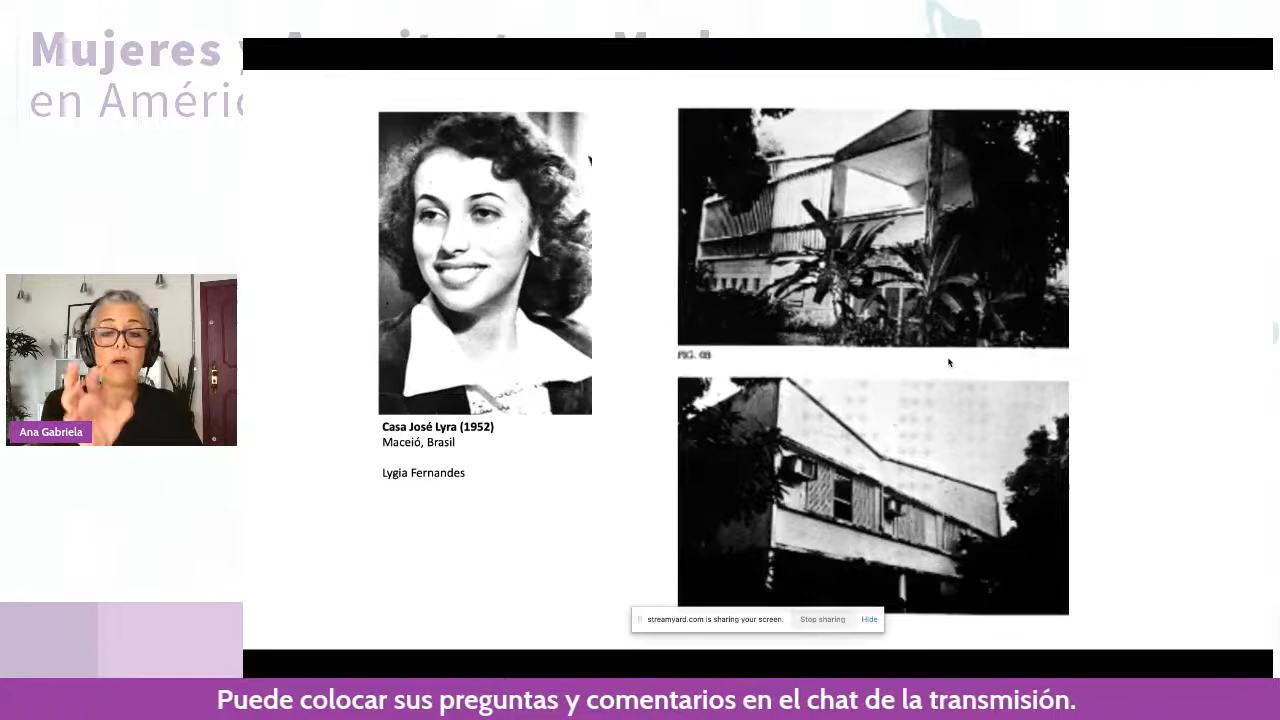 Mujeres y
en Améric
FIG. 03
Casa José Lyra (1952)
Maceió, Brasil
Lygia Fernandes
Ana Gabriela
streamyard.com is sharing your screen.
Stop sharing
Hide
Puede colocar sus preguntas y comentarios en el chat de la transmisión.